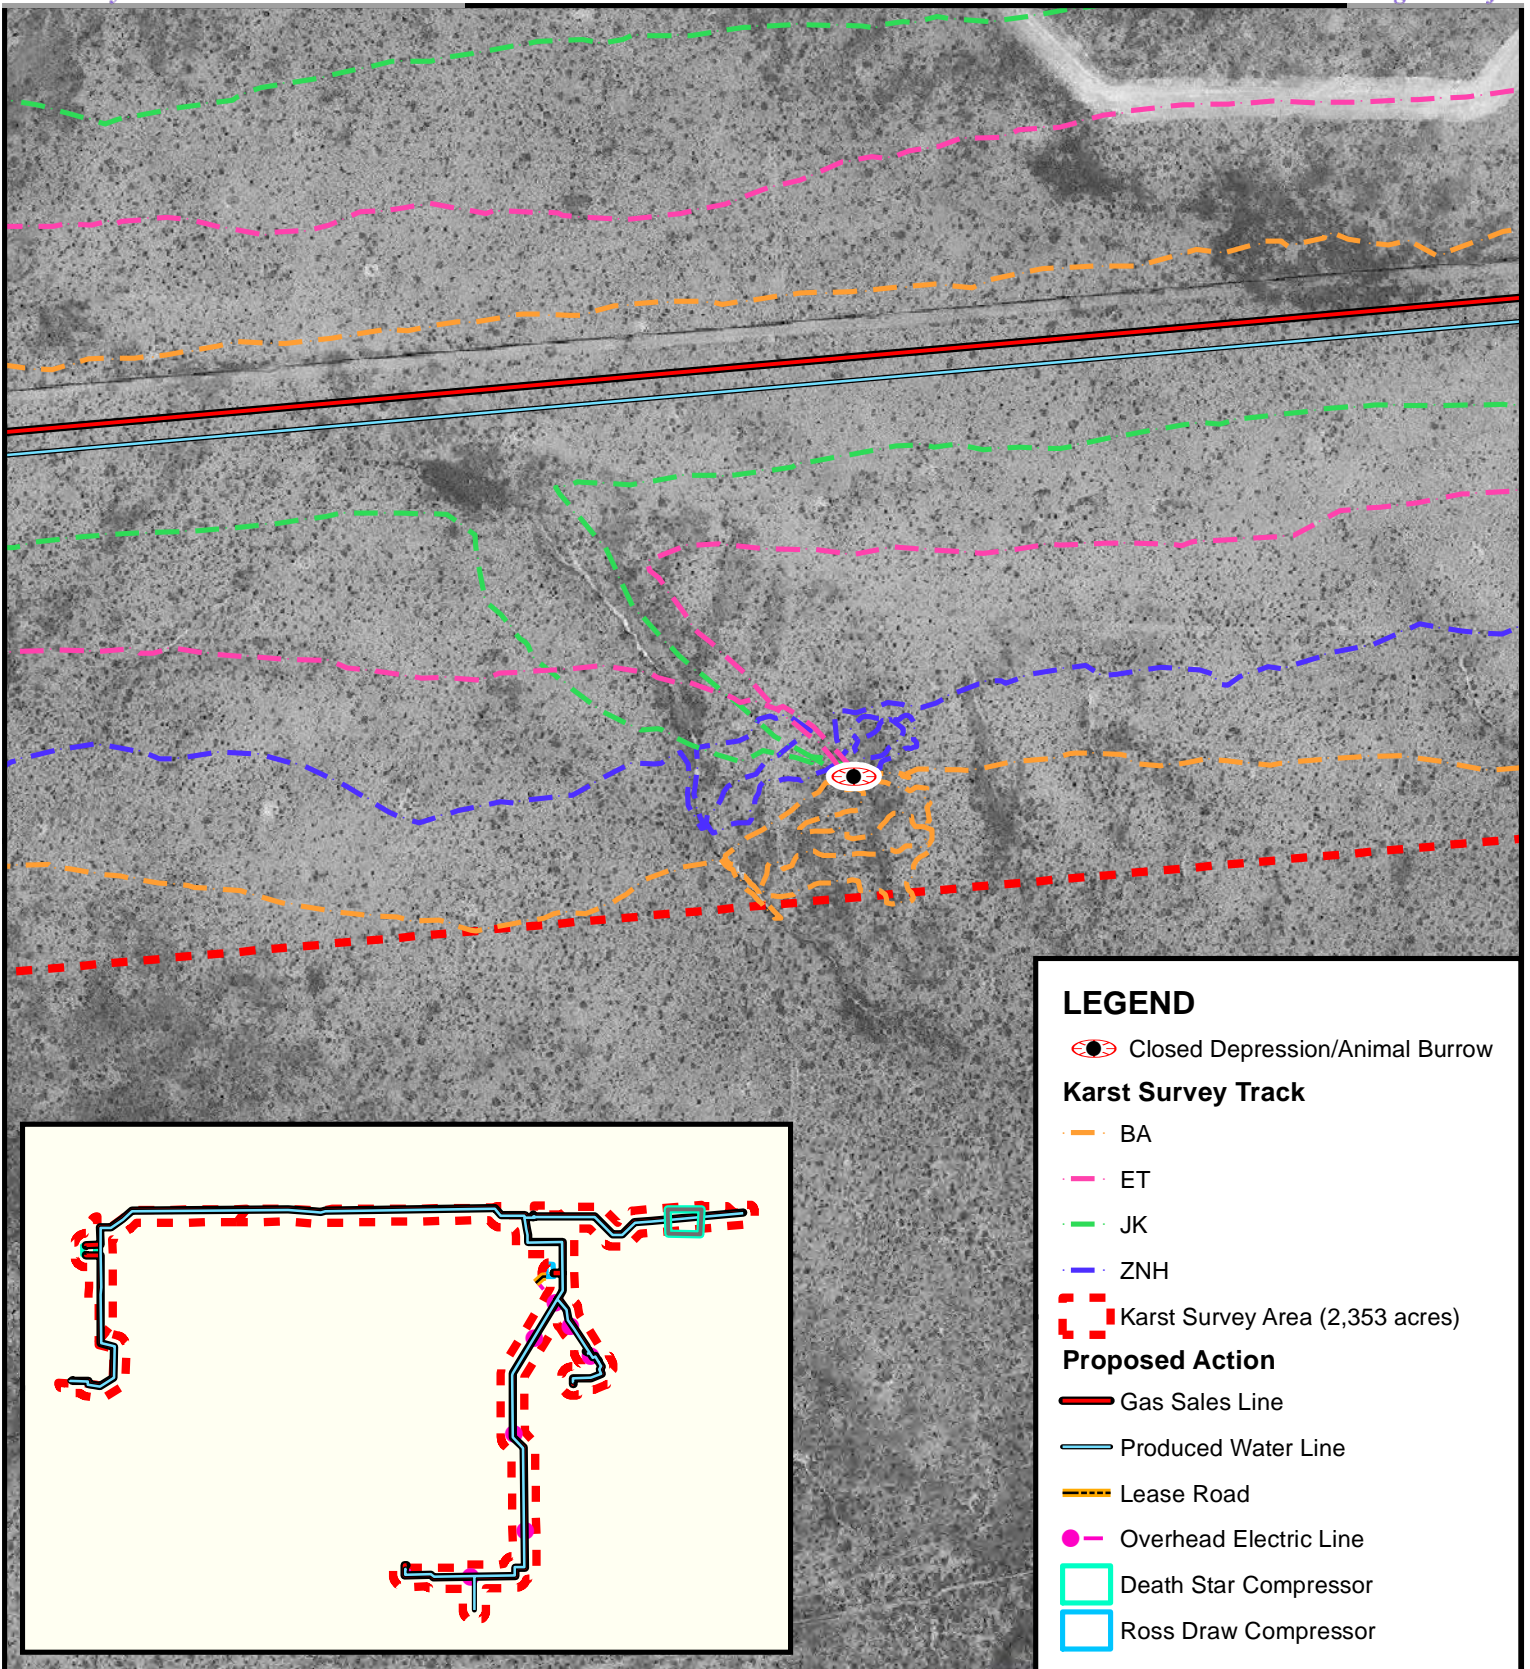 LEGEND
Closed Depression/Animal Burrow
Karst Survey Track
BA
ET
JK
ZNH
Karst Survey Area (2,353 acres)
Proposed Action
Gas Sales Line
Produced Water Line
Lease Road
Overhead Electric Line
Death Star Compressor
Ross Draw Compressor